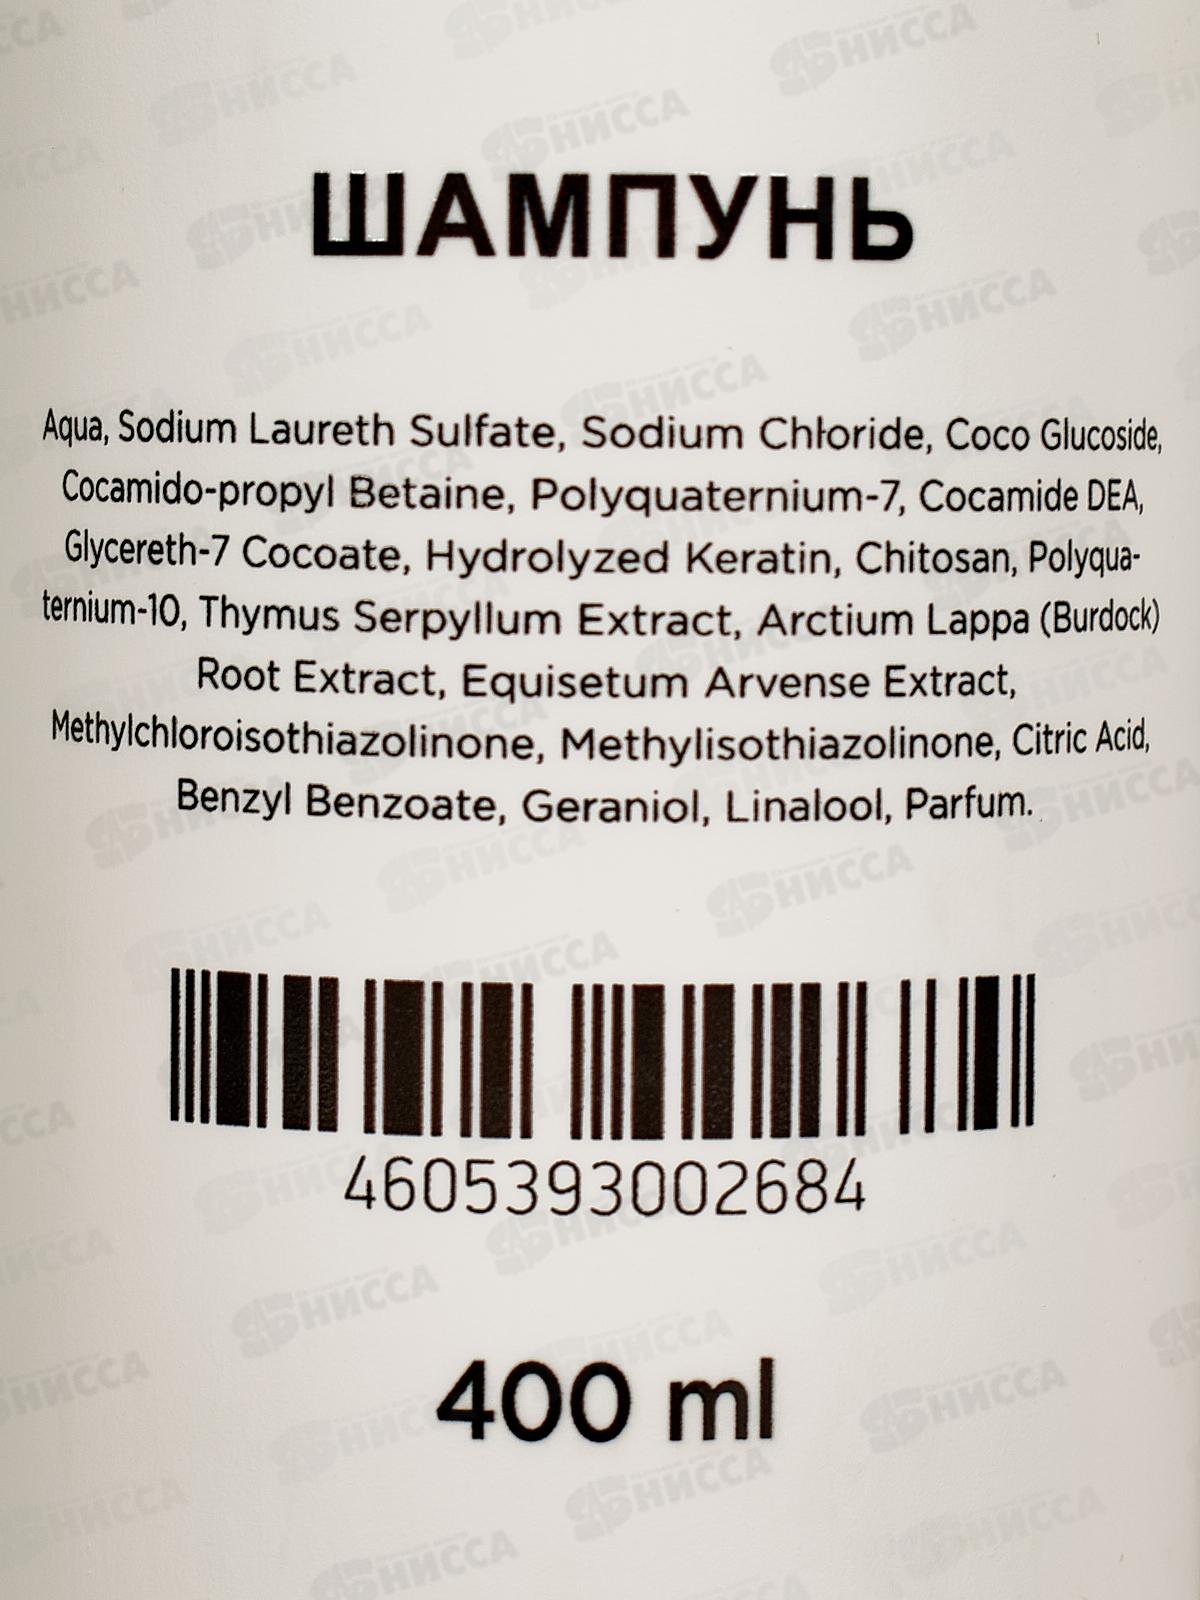 ШАМПУНЬ
Aqua, Sodium Laureth Sulfate, Sodium Chloride, Coco Glucoside,
Cocamido-propyl Betaine, Polyquaternium-7, Cocamide DEA,
Glycereth-7 Cocoate, Hydrolyzed Keratin, Chitosan, Polyqua-
ternium-10, Thymus Serpyllum Extract, Arctium Lappa (Burdock)
Root Extract, Equisetum Arvense Extract,
Methylchloroisothiazolinone, Methylisothiazolinone, Citric Acid,
Benzyl Benzoate, Geraniol, Linalool, Parfum.
4605393002684
400 ml